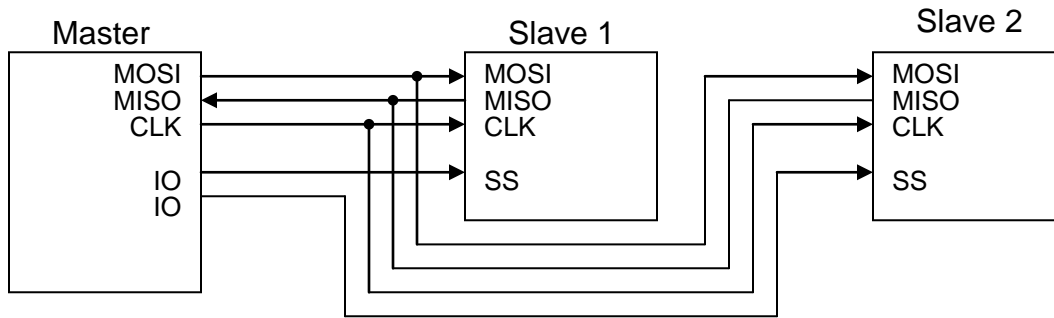 Master
MOSI
MISO
CLK
IO
IO
Slave 1
MOSI
MISO
CLK
SS
Slave 2
MOSI
MISO
CLK
SS